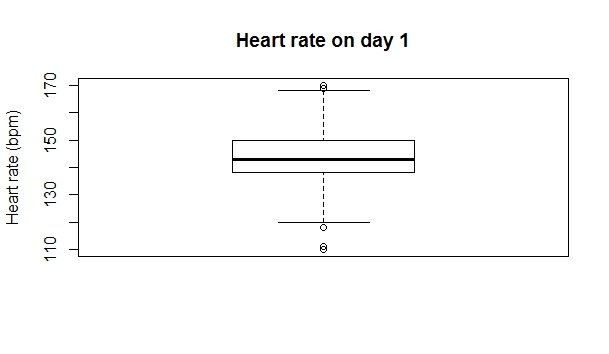 Heart rate on day 1
Heart rate (bpm)
170
150
130
110